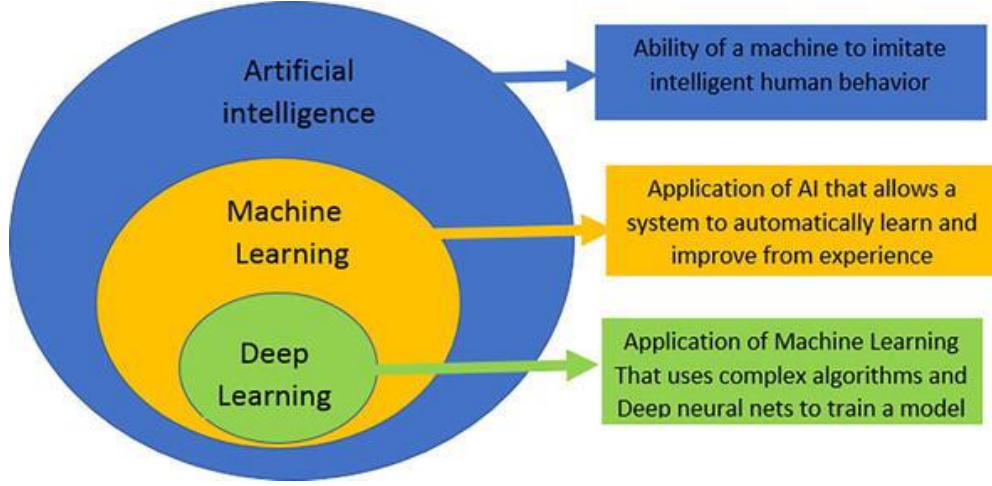 Artificial
intelligence
Ability of a machine to imitate
intelligent human behavior
Machine
Learning
Application of AI that allows a
system to automatically learn and
improve from experience
Deep
Learning
Application of Machine Learning
That uses complex algorithms and
Deep neural nets to train a model